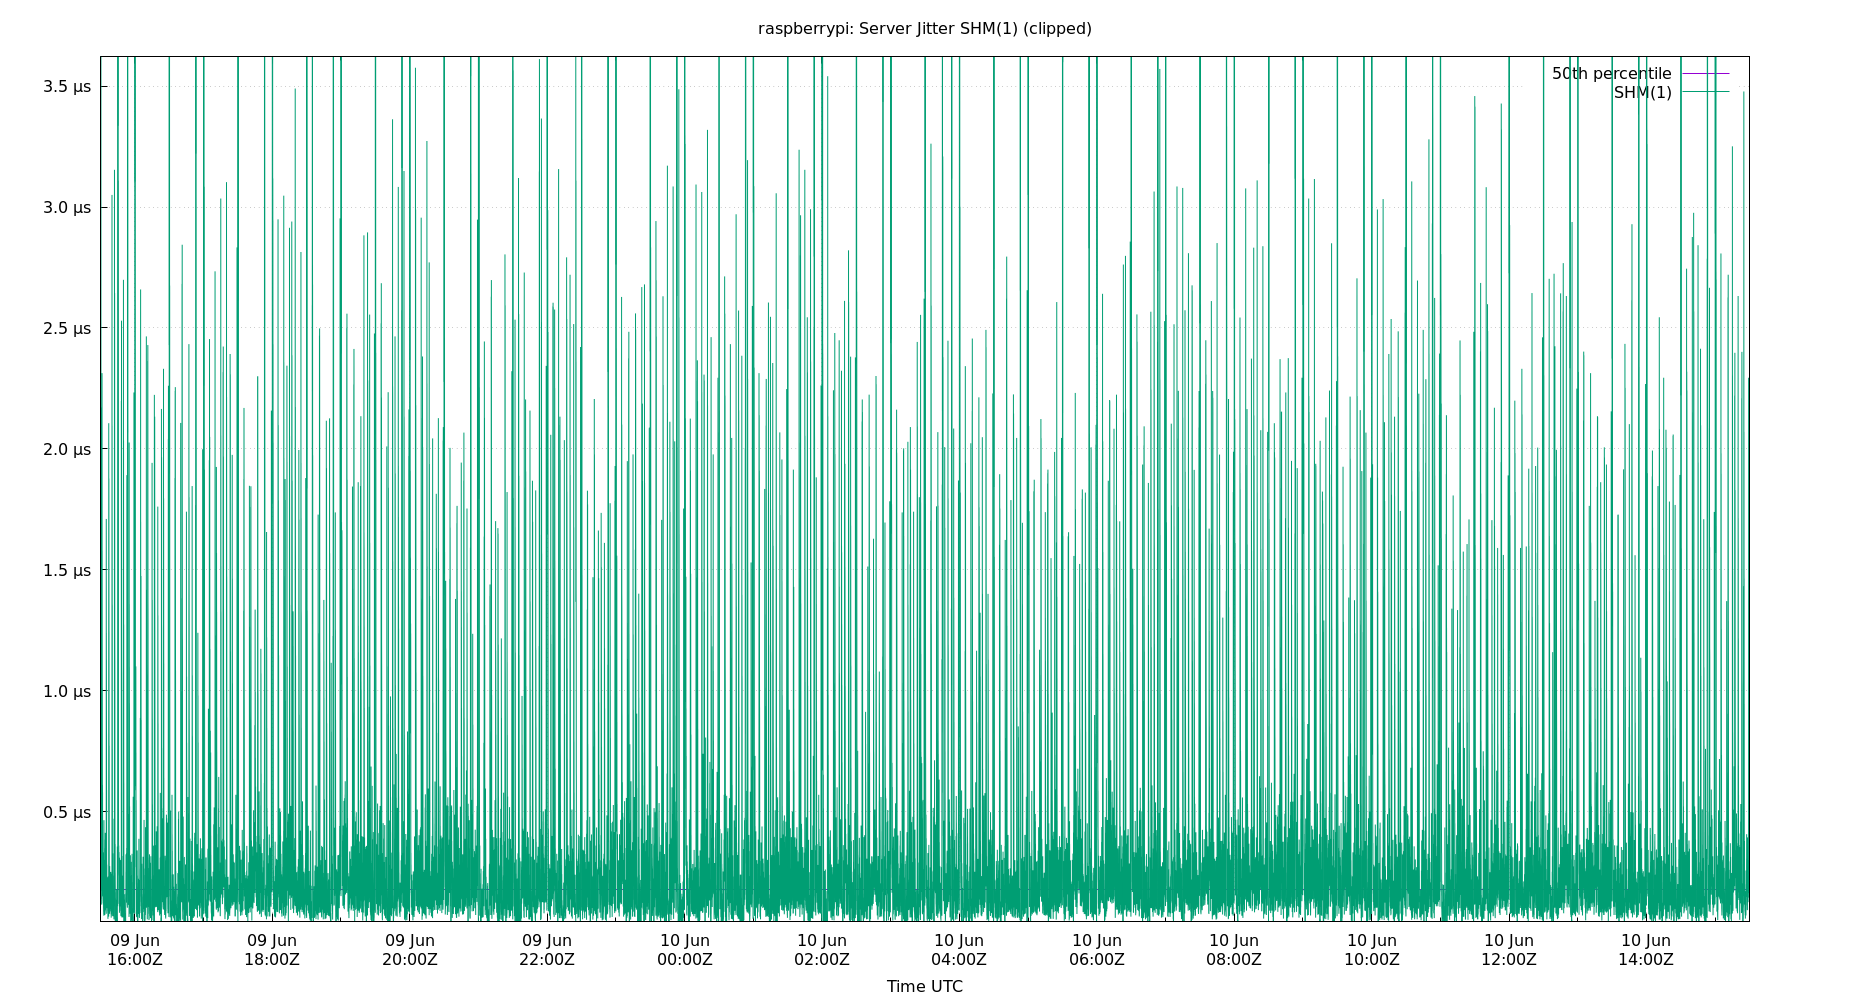 raspberrypi: Server Jitter SHM(1) (clipped)
50th percentile
SHM(1)
3.5 µs
3.0 µs
2.5 µs
2.0 µs
1.5 µs
1.0 µs
0.5 µs
09 Jun 09 Jun 09 Jun 09 Jun 10 Jun 10 Jun 10 Jun 10 Jun 10 Jun 10 Jun 10 Jun 10 Jun
16:00Z 18:00Z 20:00Z 22:00Z 00:00Z 02:00Z 04:00Z 06:00Z 08:00Z 10:00Z 12:00Z 14:00Z
Time UTC